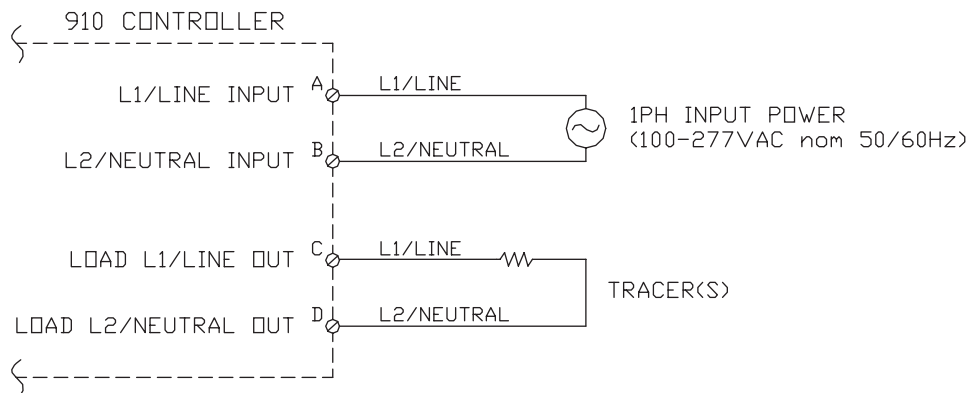 910 CONTROLLER
L1/LINE INPUT
A
L1/LINE
1PH INPUT POWER
(100-277VAC nom 50/60Hz)
L2/NEUTRAL INPUT
B
L2/NEUTRAL
LOAD L1/LINE OUT
C
L1/LINE
TRACER(S)
LOAD L2/NEUTRAL OUT
D
L2/NEUTRAL